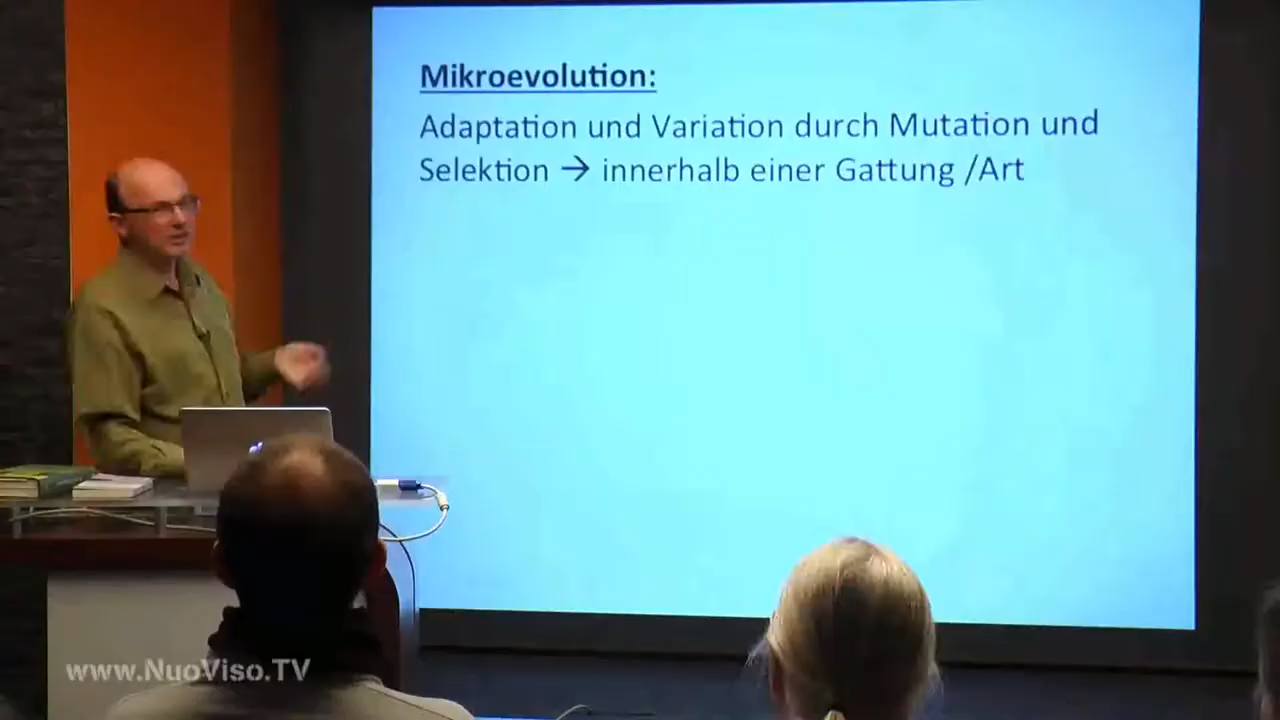 Mikroevolution:
Adaptation und Variation durch Mutation und
Selektion → innerhalb einer Gattung /Art
www.NuoViso.TV